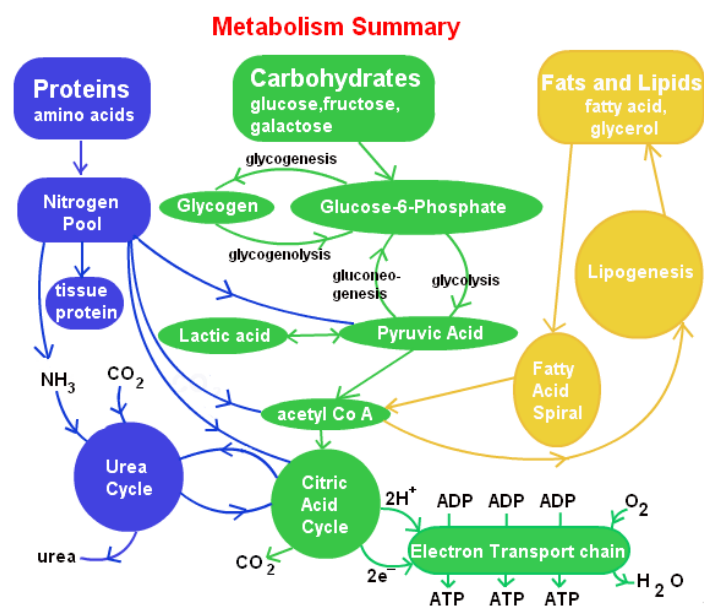 Metabolism Summary
Proteins
amino acids
Carbohydrates
glucose,fructose,
galactose
Fats and Lipids
fatty acid,
glycerol
glycogenesis
Nitrogen
Pool
Glycogen
Glucose-6-Phosphate
glycogenolysis
gluconeo-
genesis
glycolysis
Lipogenesis
tissue
protein
Lactic acid
Pyruvic Acid
Fatty
Acid
Spiral
NH3
CO2
acetyl Co A
Urea
Cycle
Citric
Acid
Cycle
2H+
ADP
ADP
ADP
O2
Electron Transport chain
urea
CO2
2e–
ATP
ATP
ATP
H2O